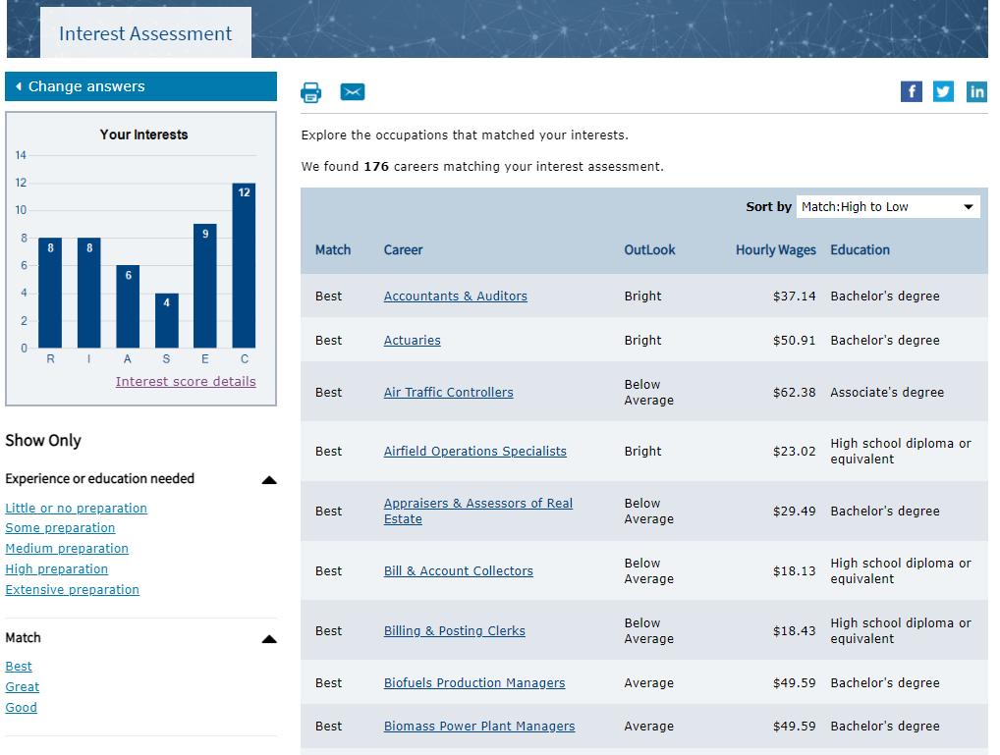 Interest Assessment
Change answers
Your Interests
14
12
10
8
6
4
2
0
8
8
6
4
9
12
R I A S E C
Interest score details
Show Only
Experience or education needed
Little or no preparation
Some preparation
Medium preparation
High preparation
Extensive preparation
Match
Best
Great
Good
f in
Explore the occupations that matched your interests.
We found 176 careers matching your interest assessment.
Sort by Match:High to Low
Match Career OutLook Hourly Wages Education
Best Accountants & Auditors Bright $37.14 Bachelor's degree
Best Actuaries Bright $50.91 Bachelor's degree
Best Air Traffic Controllers Below
Average $62.38 Associate's degree
Best Airfield Operations Specialists Bright $23.02 High school diploma or
equivalent
Best Appraisers & Assessors of Real
Estate Below
Average $29.49 Bachelor's degree
Best Bill & Account Collectors Below
Average $18.13 High school diploma or
equivalent
Best Billing & Posting Clerks Below
Average $18.43 High school diploma or
equivalent
Best Biofuels Production Managers Average $49.59 Bachelor's degree
Best Biomass Power Plant Managers Average $49.59 Bachelor's degree